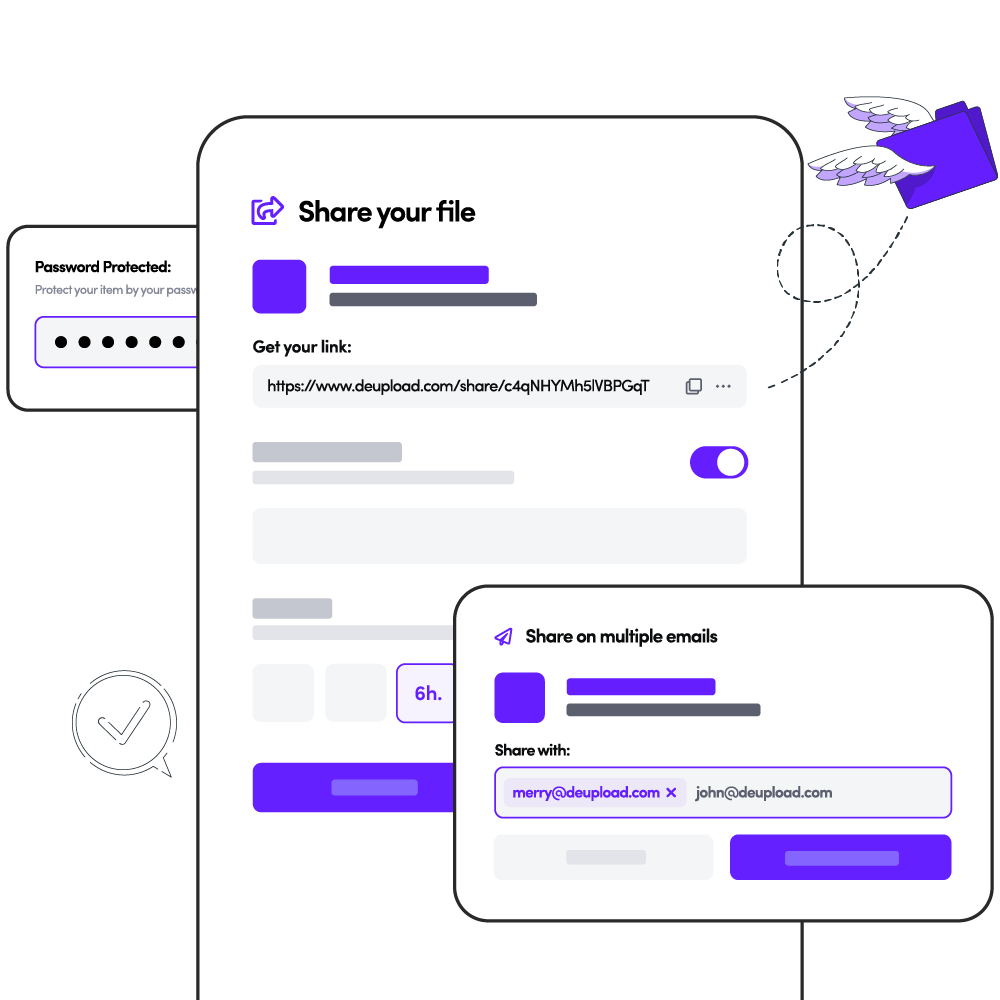 Share your file
Password Protected:
Protect your item by your passw
Get your link:
https://www.deupload.com/share/c4qNHYMh5lVBPGqT
6h.
Share on multiple emails
Share with:
merry@deupload.com × john@deupload.com